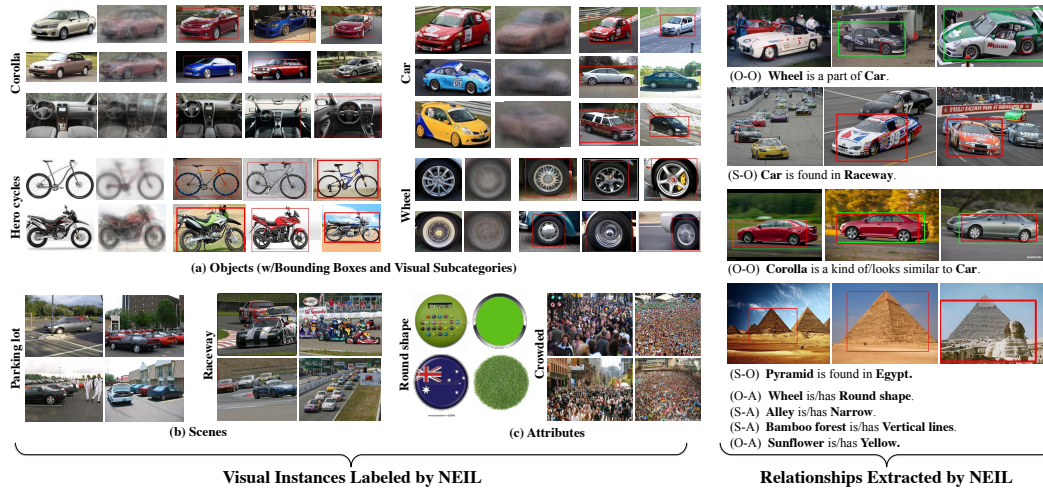 Corolla
Hero cycles
Car
Wheel
(a) Objects (w/Bounding Boxes and Visual Subcategories)
Parking lot
Raceway
Round shape
Crowded
(b) Scenes
(c) Attributes
Visual Instances Labeled by NEIL
(O-O) Wheel is a part of Car.
(S-O) Car is found in Raceway.
(O-O) Corolla is a kind of/looks similar to Car.
(S-O) Pyramid is found in Egypt.
(O-A) Wheel is/has Round shape.
(S-A) Alley is/has Narrow.
(S-A) Bamboo forest is/has Vertical lines.
(O-A) Sunflower is/has Yellow.
Relationships Extracted by NEIL